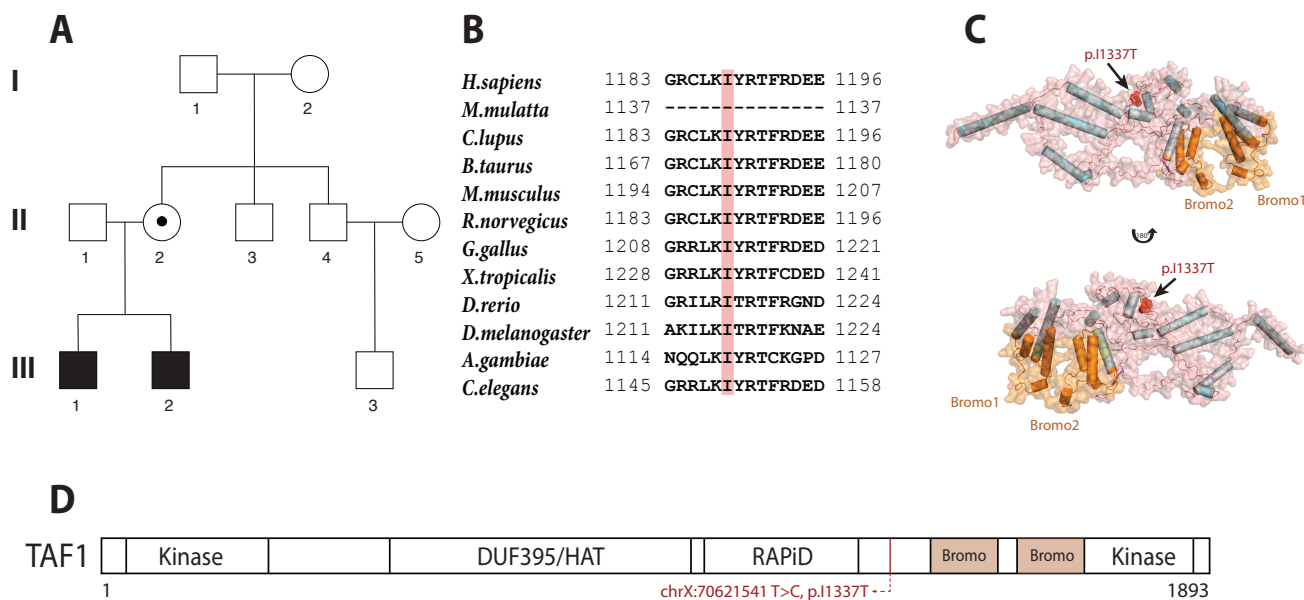 A
I
1
2
II
1
2
3
4
5
III
1
2
3
B
H.sapiens 1183 GRCLKIYRTFRDEE 1196
M.mulatta 1137 -------------- 1137
C.lupus 1183 GRCLKIYRTFRDEE 1196
B.taurus 1167 GRCLKIYRTFRDEE 1180
M.musculus 1194 GRCLKIYRTFRDEE 1207
R.norvegicus 1183 GRCLKIYRTFRDEE 1196
G.gallus 1208 GRRLKIYRTFRDED 1221
X.tropicalis 1228 GRRLKIYRTFCDED 1241
D.rerio 1211 GRILRITRTFRGND 1224
D.melanogaster 1211 AKILKITRTFKNAE 1224
A.gambiae 1114 NQQLKIYRTCKGPD 1127
C.elegans 1145 GRRLKIYRTFRDED 1158
C
p.I1337T
Bromo2
Bromo1
180°
p.I1337T
Bromo1
Bromo2
D
TAF1 Kinase DUF395/HAT RAPiD Bromo Bromo Kinase
1 chrX:70621541 T>C, p.I1337T 1893